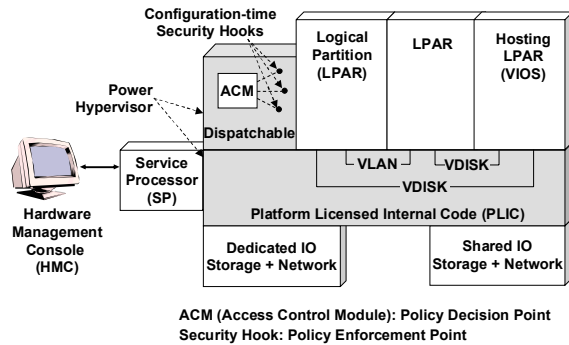 Configuration-time
Security Hooks
Logical
Partition
(LPAR)
LPAR
Hosting
LPAR
(VIOS)
ACM
Power
Hypervisor
Dispatchable
Service
Processor
(SP)
VLAN
VDISK
VDISK
Platform Licensed Internal Code (PLIC)
Hardware
Management
Console
(HMC)
Dedicated IO
Storage + Network
Shared IO
Storage + Network
ACM (Access Control Module): Policy Decision Point
Security Hook: Policy Enforcement Point